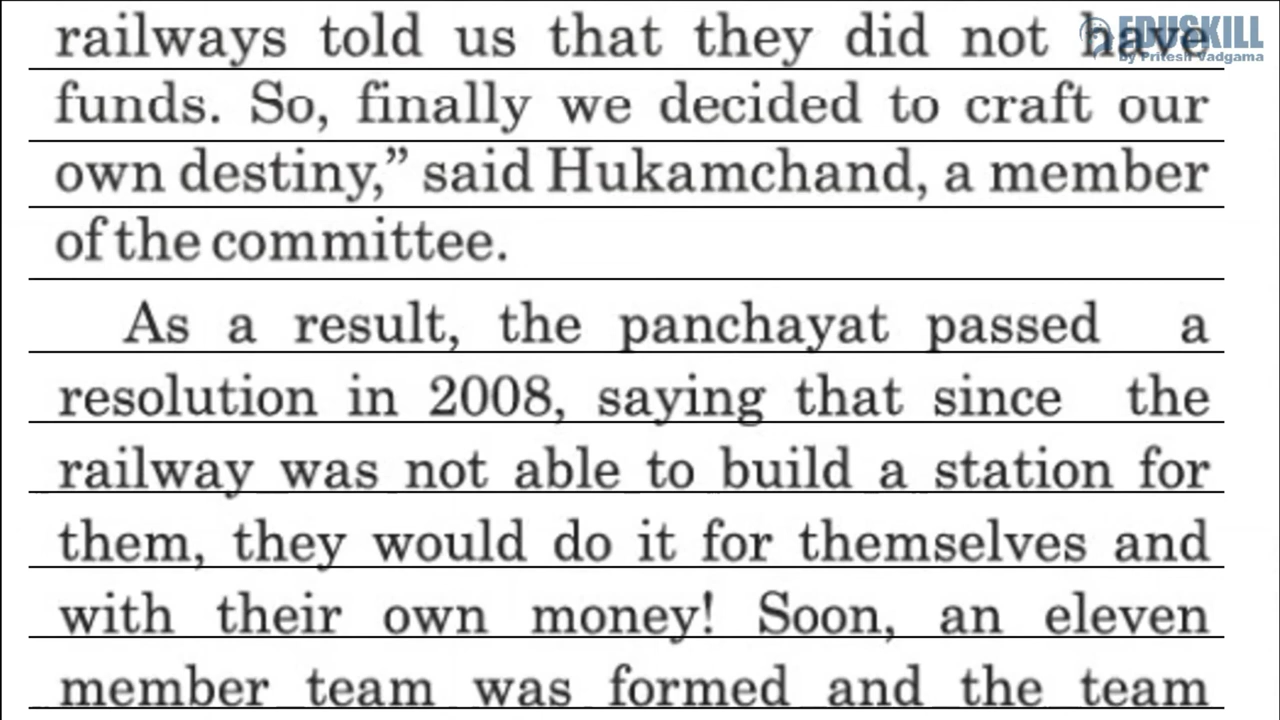 railways told us that they did not have
EDUSKILL
by Pritesh Vadgama
funds. So, finally we decided to craft our
own destiny,” said Hukamchand, a member
of the committee.
As a result, the panchayat passed a
resolution in 2008, saying that since the
railway was not able to build a station for
them, they would do it for themselves and
with their own money! Soon, an eleven
member team was formed and the team